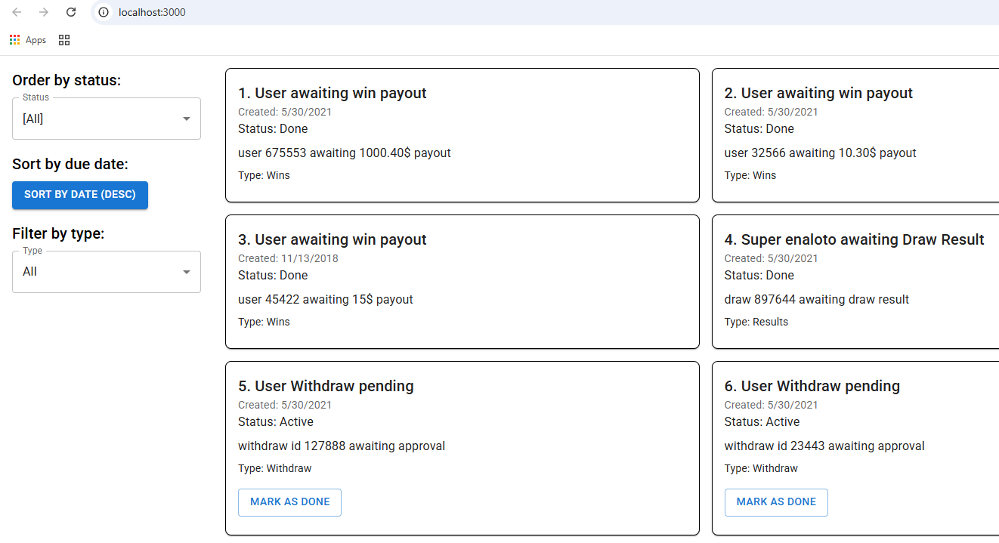 localhost:3000
Apps
Order by status:
Status
[All]
Sort by due date:
SORT BY DATE (DESC)
Filter by type:
Type
All
1. User awaiting win payout
Created: 5/30/2021
Status: Done
user 675553 awaiting 1000.40$ payout
Type: Wins
2. User awaiting win payout
Created: 5/30/2021
Status: Done
user 32566 awaiting 10.30$ payout
Type: Wins
3. User awaiting win payout
Created: 11/13/2018
Status: Done
user 45422 awaiting 15$ payout
Type: Wins
4. Super enaloto awaiting Draw Result
Created: 5/30/2021
Status: Done
draw 897644 awaiting draw result
Type: Results
5. User Withdraw pending
Created: 5/30/2021
Status: Active
withdraw id 127888 awaiting approval
Type: Withdraw
MARK AS DONE
6. User Withdraw pending
Created: 5/30/2021
Status: Active
withdraw id 23443 awaiting approval
Type: Withdraw
MARK AS DONE